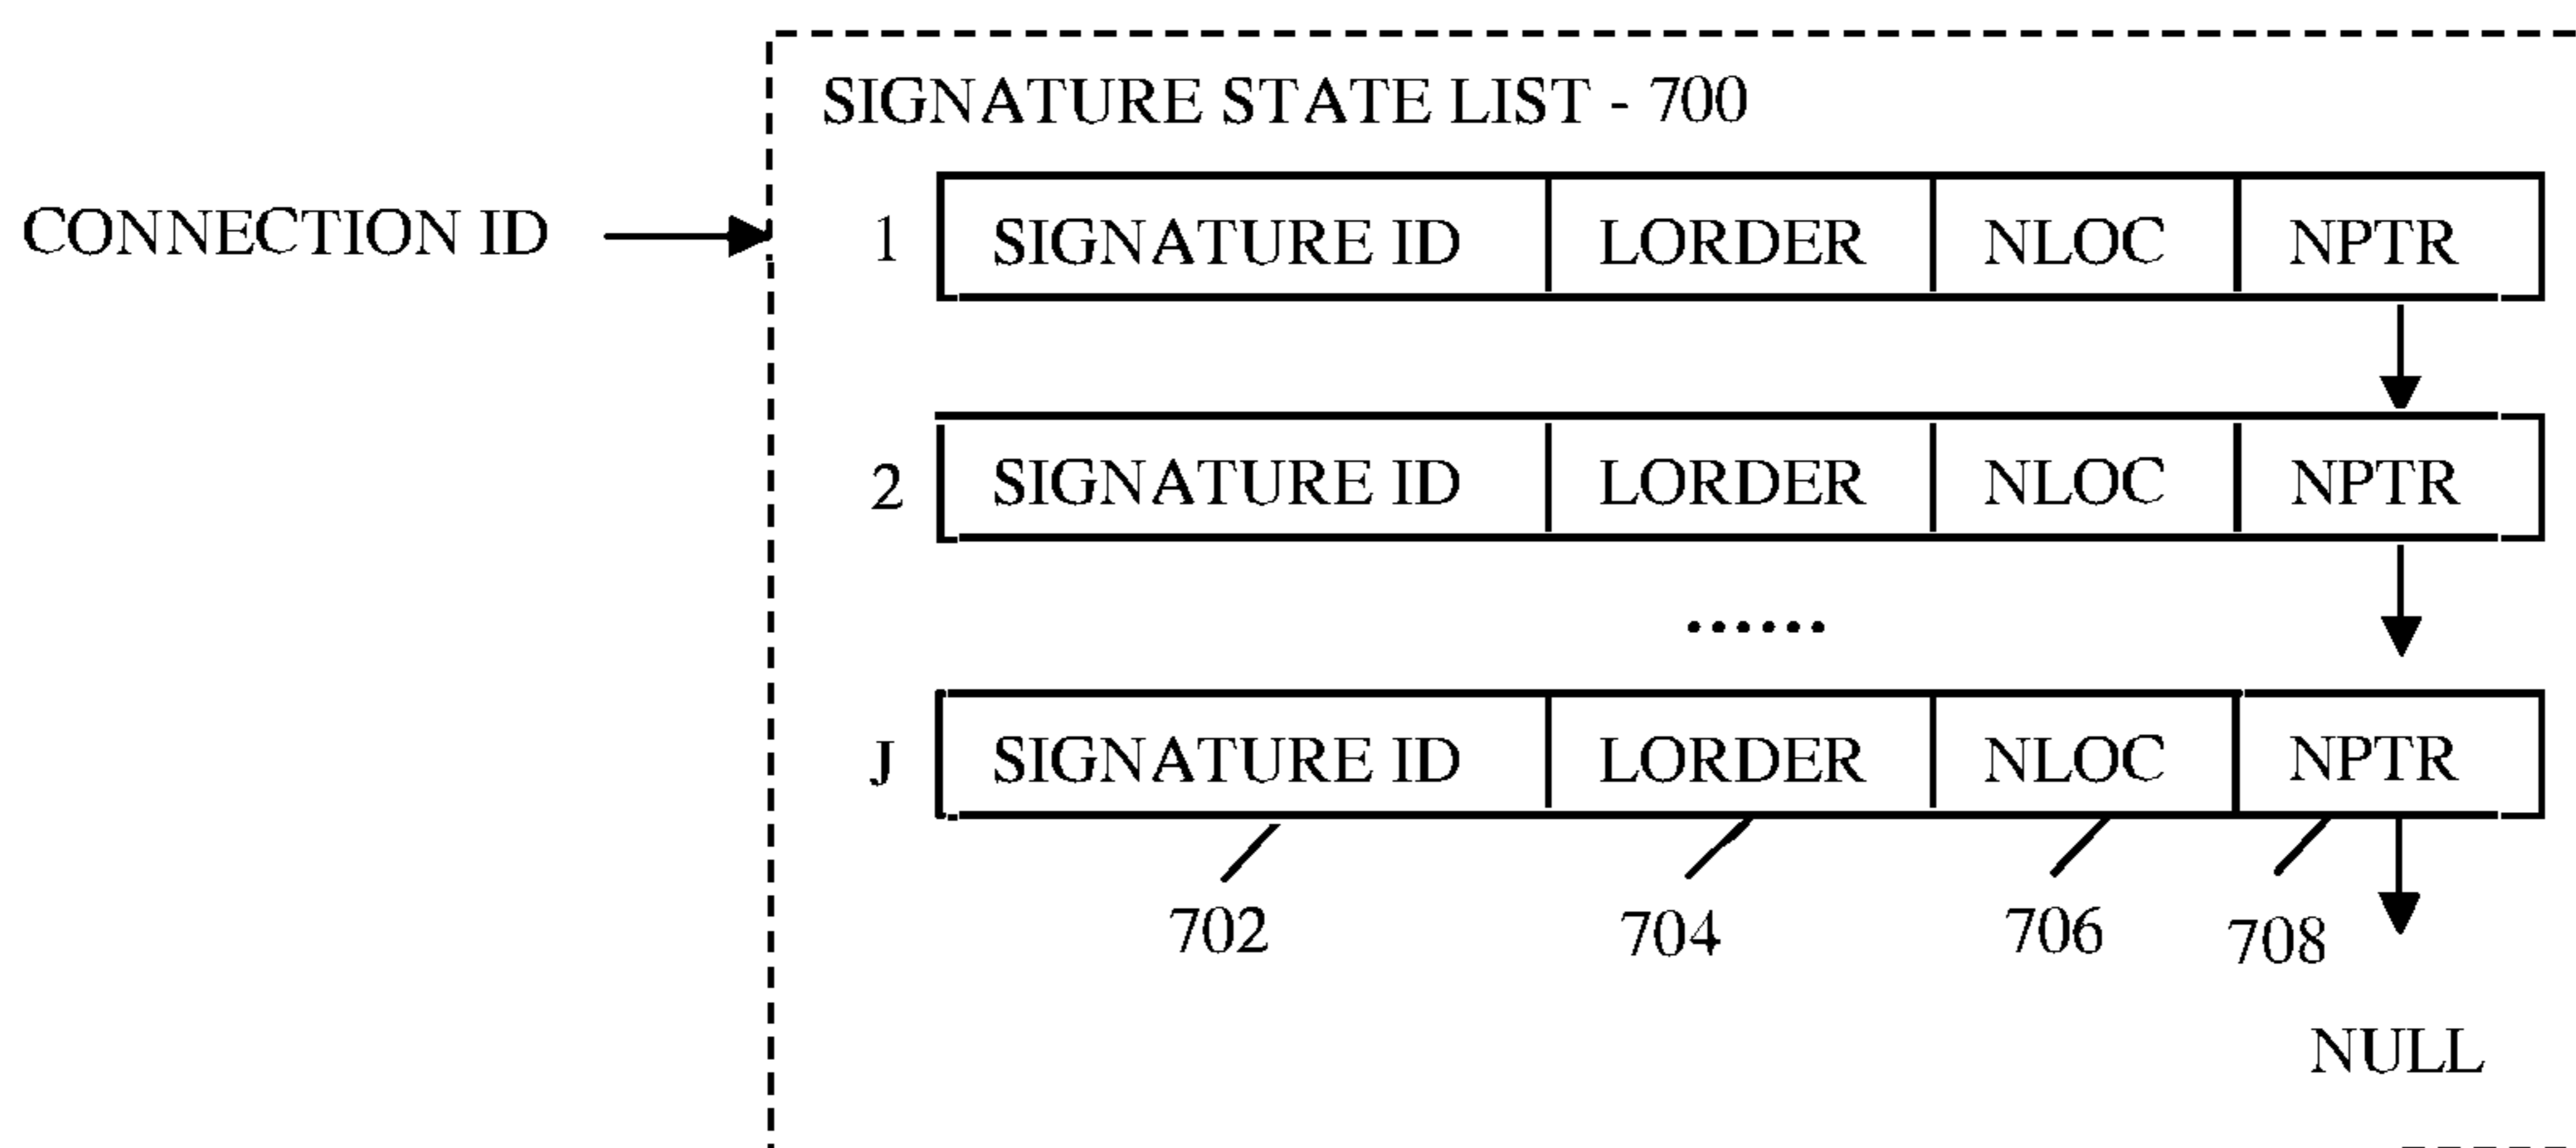 SIGNATURE STATE LIST - 700
CONNECTION ID
1 SIGNATURE ID LORDER NLOC NPTR
2 SIGNATURE ID LORDER NLOC NPTR
......
J SIGNATURE ID LORDER NLOC NPTR
702 704 706 708
NULL